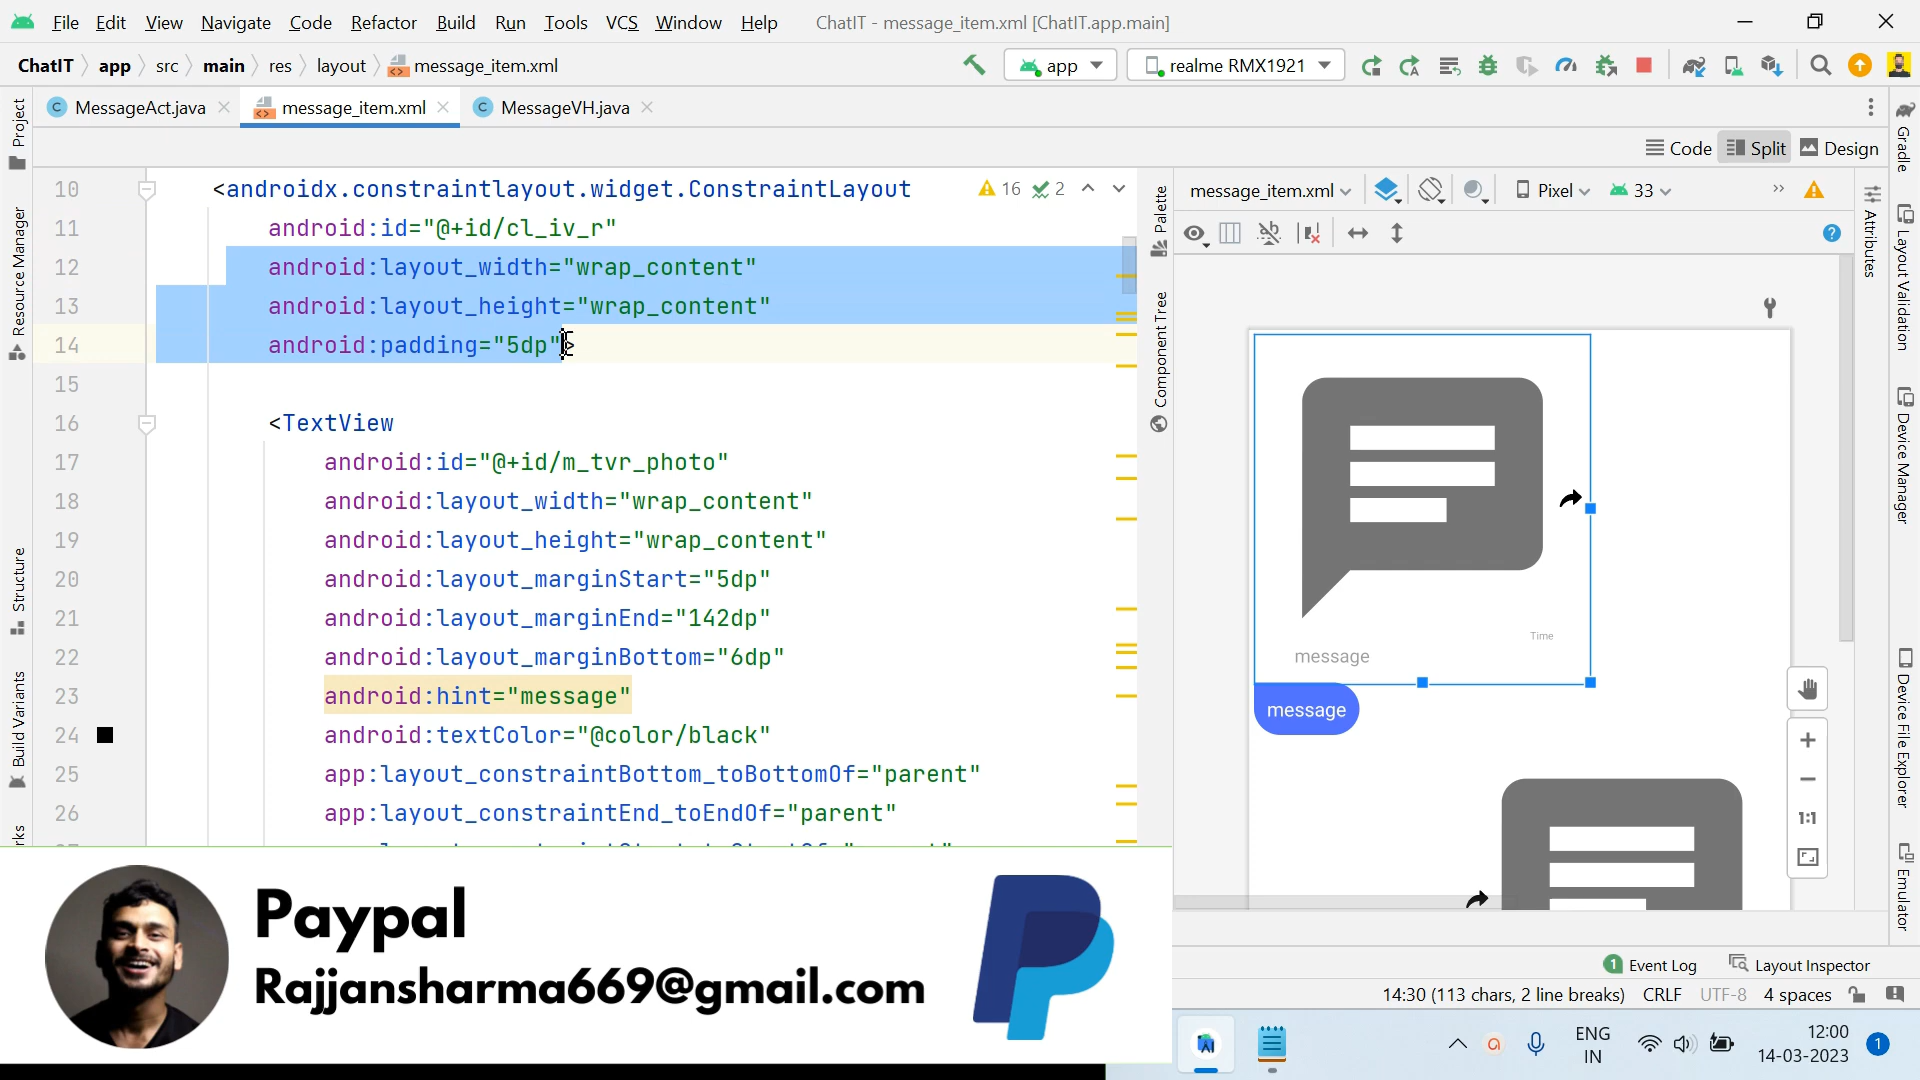 File Edit View Navigate Code Refactor Build Run Tools VCS Window Help ChatIT - message_item.xml [ChatIT.app.main]
ChatIT app src main res layout message_item.xml app realme RMX1921
MessageAct.java message_item.xml MessageVH.java
Code Split Design
Project
Resource Manager
Structure
Build Variants
10 <androidx.constraintlayout.widget.ConstraintLayout 16 2
11 android:id="@+id/cl_iv_r"
12 android:layout_width="wrap_content"
13 android:layout_height="wrap_content"
14 android:padding="5dp">
15
16 <TextView
17 android:id="@+id/m_tvr_photo"
18 android:layout_width="wrap_content"
19 android:layout_height="wrap_content"
20 android:layout_marginStart="5dp"
21 android:layout_marginEnd="142dp"
22 android:layout_marginBottom="6dp"
23 android:hint="message"
24 android:textColor="@color/black"
25 app:layout_constraintBottom_toBottomOf="parent"
26 app:layout_constraintEnd_toEndOf="parent"
Palette
Component Tree
message_item.xml Pixel 33
Time
message
message
1:1
Attributes
Gradle
Layout Validation
Device Manager
Device File Explorer
Emulator
Paypal
Rajjansharma669@gmail.com
1 Event Log Layout Inspector
14:30 (113 chars, 2 line breaks) CRLF UTF-8 4 spaces
ENG
IN
12:00
14-03-2023
1